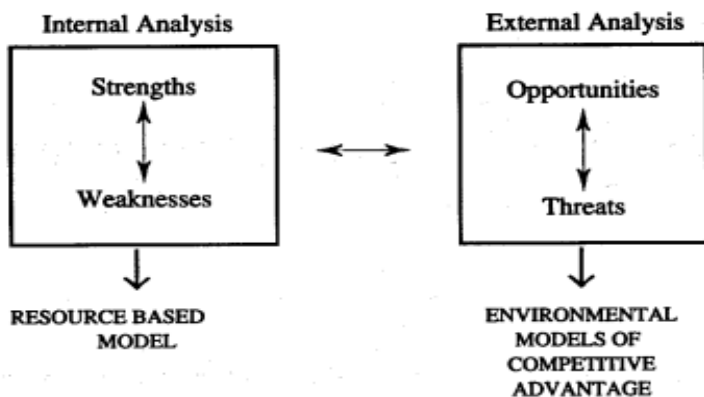 Internal Analysis
Strengths
Weaknesses
RESOURCE BASED
MODEL
External Analysis
Opportunities
Threats
ENVIRONMENTAL
MODELS OF
COMPETITIVE
ADVANTAGE